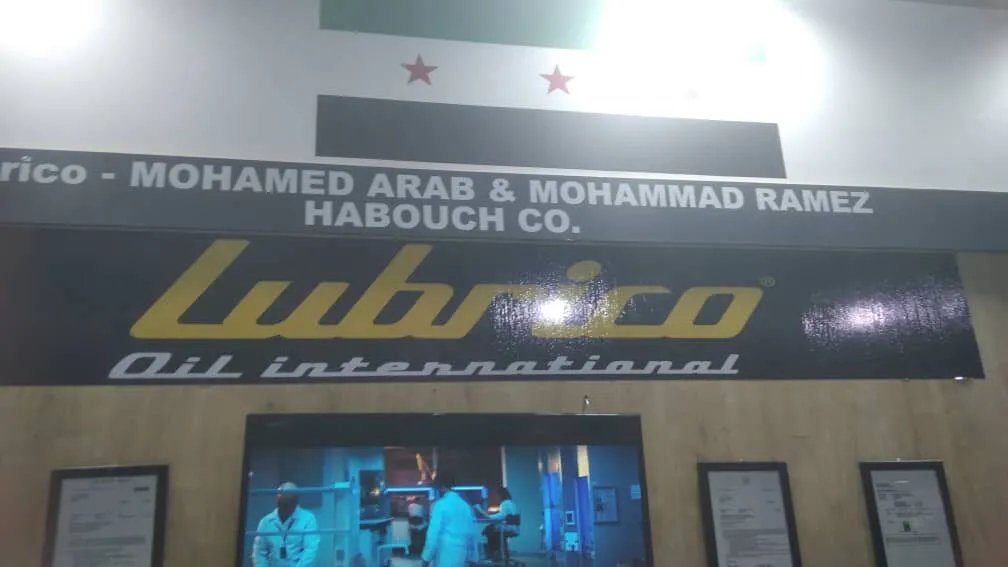 rico - MOHAMED ARAB & MOHAMMAD RAMEZ
HABOUCH CO.
Lubrico®
Oil international